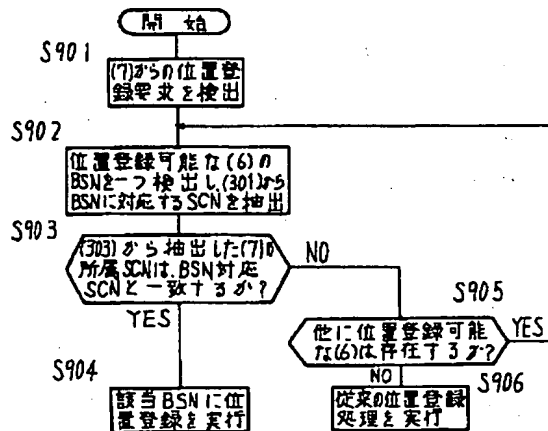 開始
S901
(7)からの位置登
録要求を検出
S902
位置登録可能な(6)の
BSNを一つ検出し,(301)から
BSNに対応するSCNを抽出
S903
(303)から抽出した(7)の
所属SCNは、BSN対応
SCNと一致するか?
NO
YES
S905
他に位置登録可能
な(6)は存在するか?
YES
NO
S904
該当BSNに位
置登録を実行
S906
従来の位置登録
処理を実行